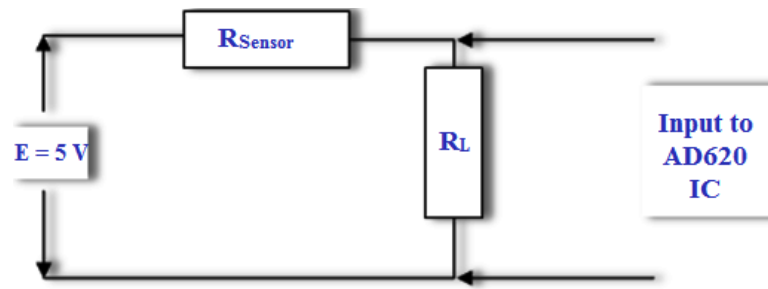 RSensor
E = 5 V
RL
Input to
AD620
IC